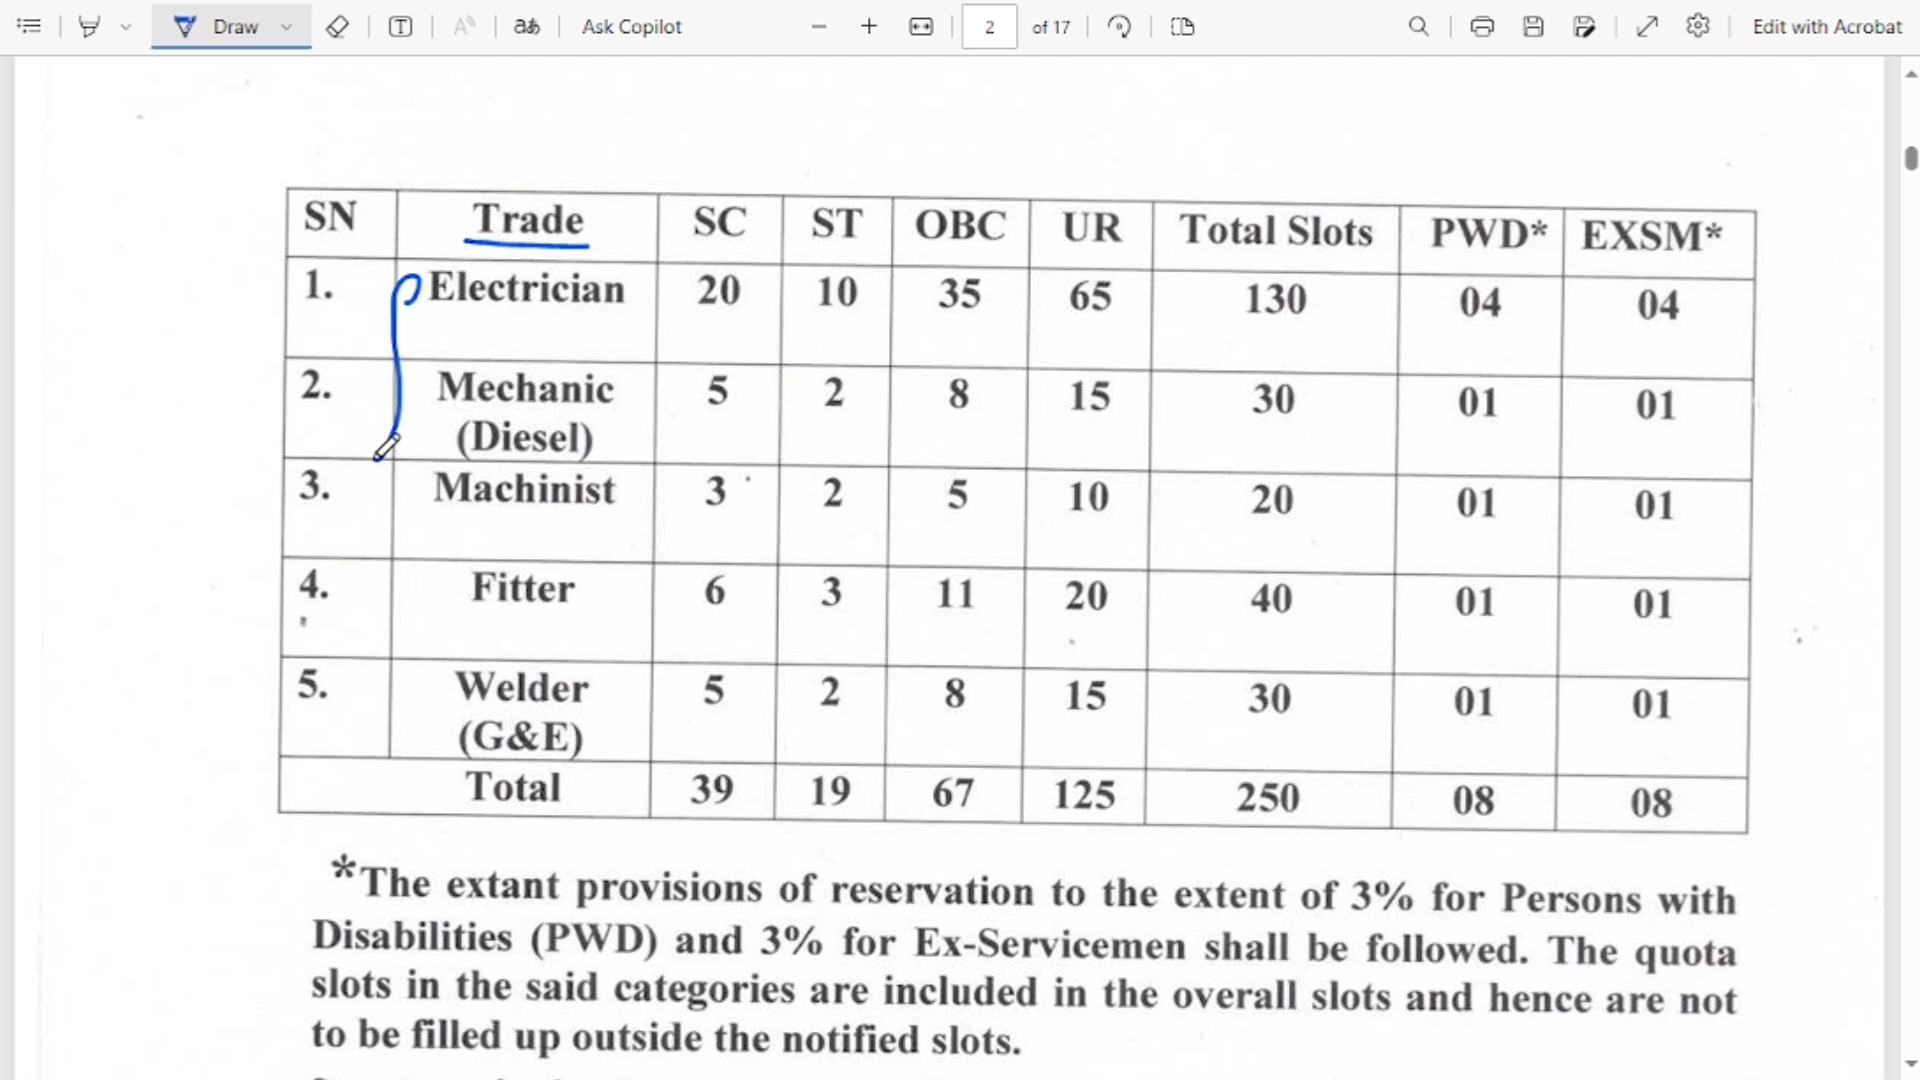 Draw
Ask Copilot
2 of 17
Edit with Acrobat
SN Trade SC ST OBC UR Total Slots PWD* EXSM*
1. Electrician 20 10 35 65 130 04 04
2. Mechanic (Diesel) 5 2 8 15 30 01 01
3. Machinist 3 2 5 10 20 01 01
4. Fitter 6 3 11 20 40 01 01
5. Welder (G&E) 5 2 8 15 30 01 01
Total 39 19 67 125 250 08 08
*The extant provisions of reservation to the extent of 3% for Persons with
Disabilities (PWD) and 3% for Ex-Servicemen shall be followed. The quota
slots in the said categories are included in the overall slots and hence are not
to be filled up outside the notified slots.